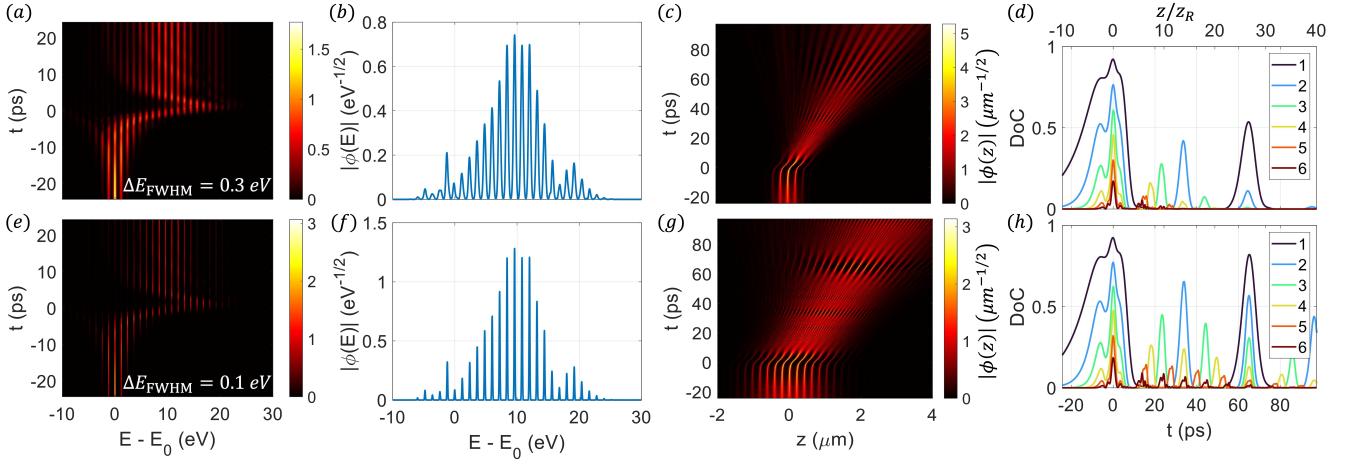 (a)
t (ps)
20
10
0
-10
-20
ΔE_FWHM = 0.3 eV
1.5
1
0.5
0
(b)
|ϕ(E)| (eV^-1/2)
0.8
0.6
0.4
0.2
0
(c)
t (ps)
80
60
40
20
0
-20
5
4
3
2
1
0
|ϕ(z)| (μm^-1/2)
(d)
z/z_R
-10 0 10 20 30 40
DoC
1
0.5
0
1
2
3
4
5
6
(e)
t (ps)
20
10
0
-10
-20
ΔE_FWHM = 0.1 eV
-10 0 10 20 30
E - E_0 (eV)
3
2
1
0
(f)
|ϕ(E)| (eV^-1/2)
1.5
1
0.5
0
-10 0 10 20 30
E - E_0 (eV)
(g)
t (ps)
80
60
40
20
0
-20
-2 0 2 4
z (μm)
3
2
1
0
|ϕ(z)| (μm^-1/2)
(h)
DoC
1
0.5
0
1
2
3
4
5
6
-20 0 20 40 60 80
t (ps)